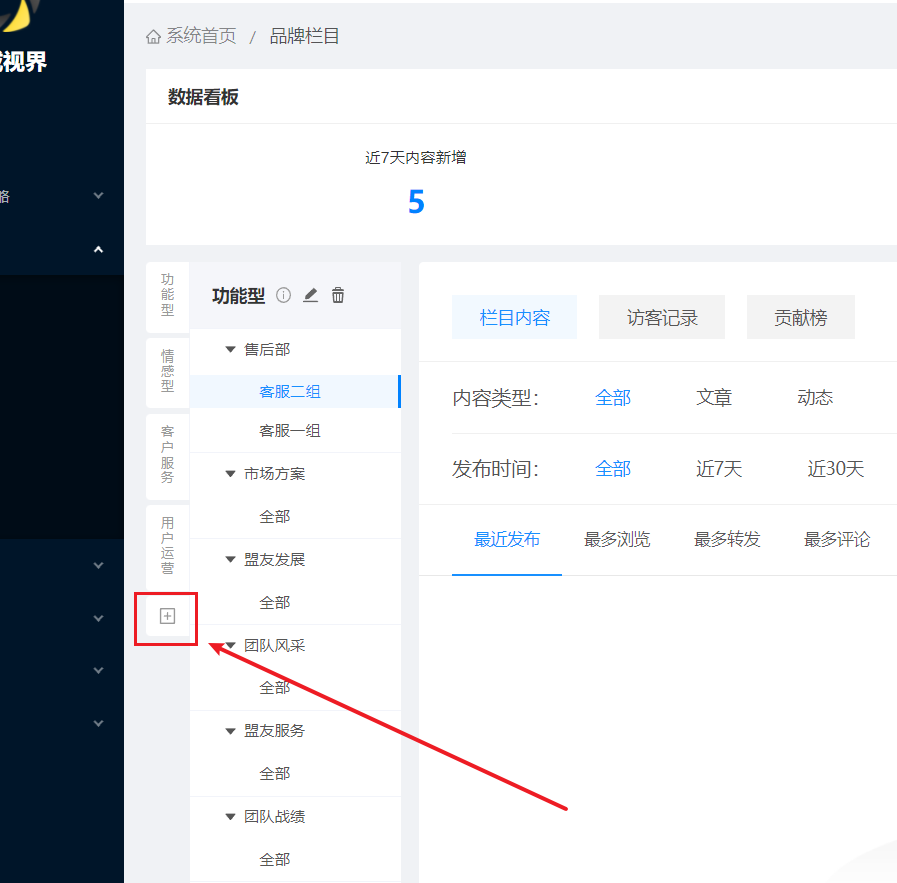 视界
系统首页 / 品牌栏目
数据看板
近7天内容新增
5
功能型
情感型
客户服务
用户运营
功能型
售后部
客服二组
客服一组
市场方案
全部
盟友发展
全部
团队风采
全部
盟友服务
全部
团队战绩
全部
栏目内容 访客记录 贡献榜
内容类型： 全部 文章 动态
发布时间： 全部 近7天 近30天
最近发布 最多浏览 最多转发 最多评论